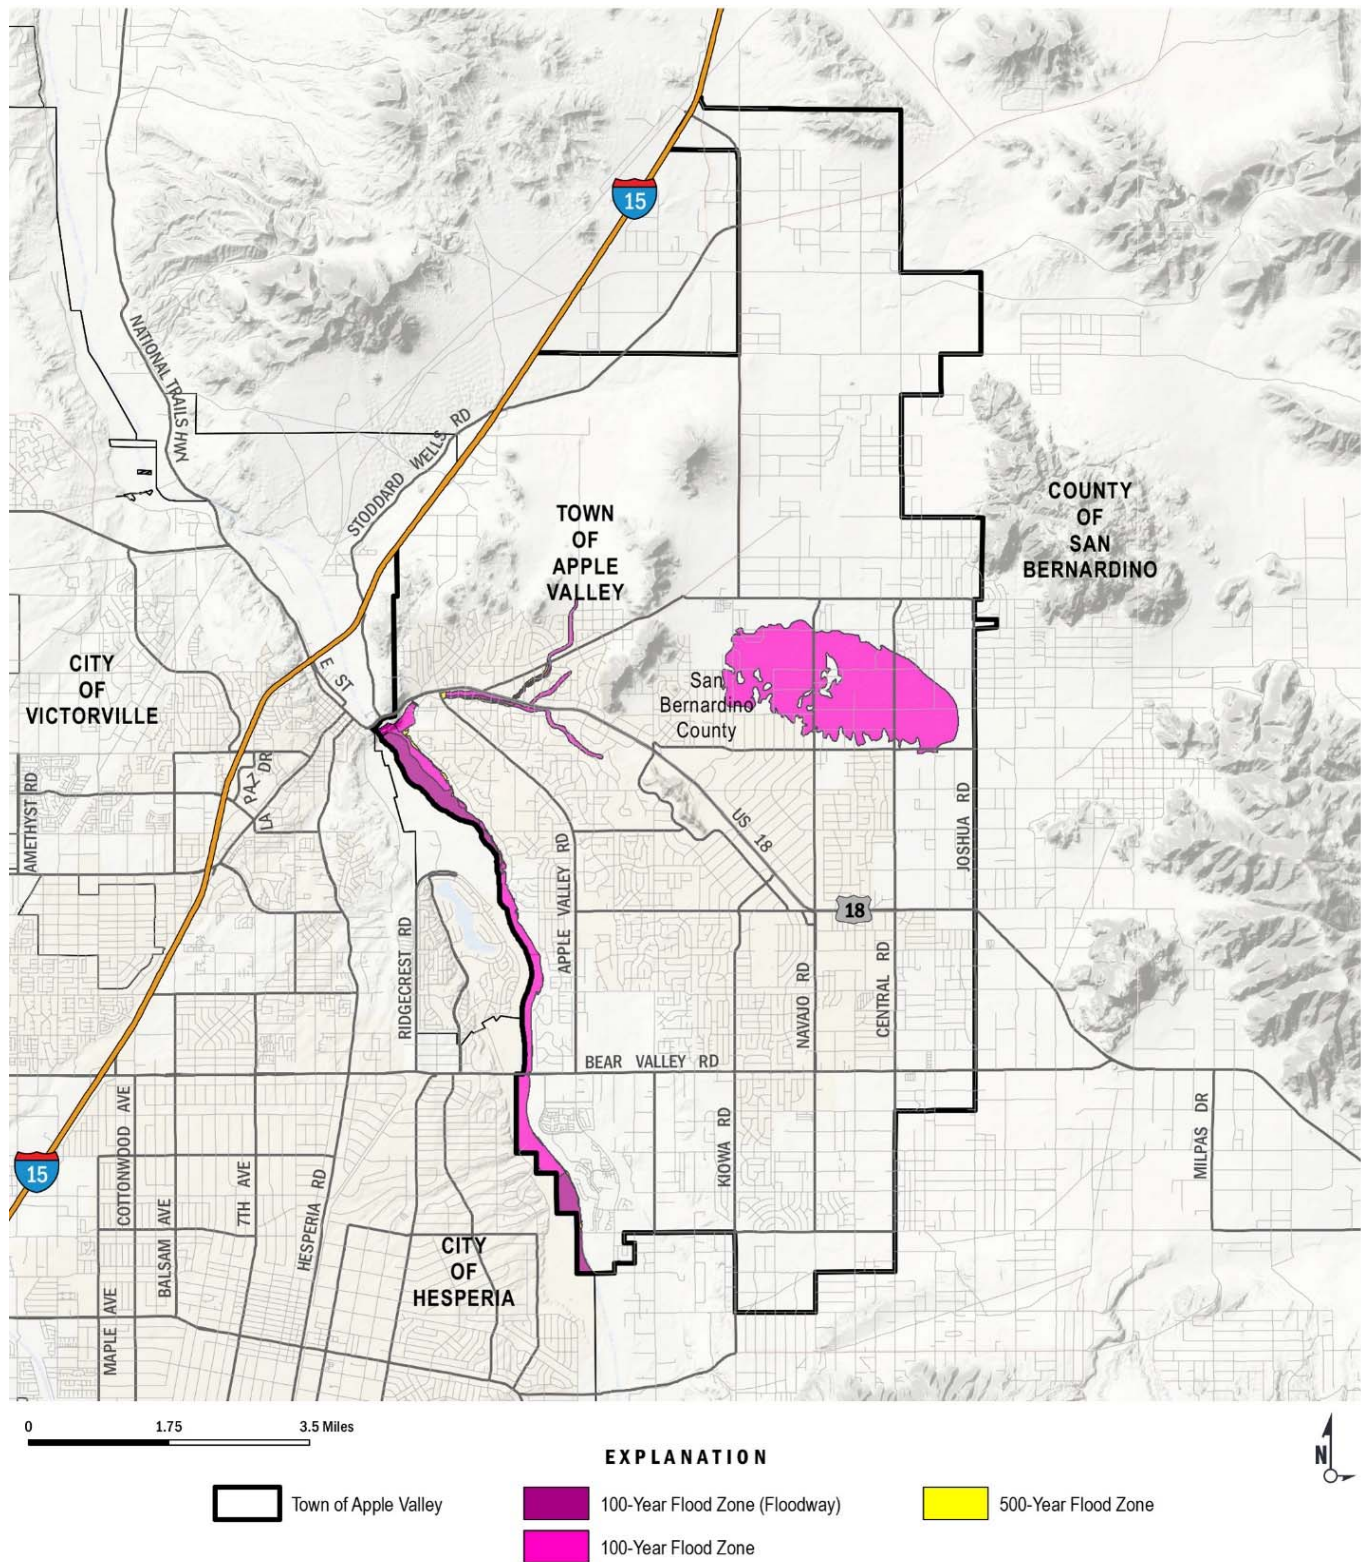 15
NATIONAL TRAILS HWY
STODDARD WELLS RD
TOWN
OF
APPLE
VALLEY
COUNTY
OF
SAN
BERNARDINO
CITY
OF
VICTORVILLE
E ST
San
Bernardino
County
LA PAZ DR
AMETHYST RD
US 18
JOSHUA RD
APPLE VALLEY RD
18
RIDGECREST RD
NAVAJO RD
CENTRAL RD
BEAR VALLEY RD
COTTONWOOD AVE
KIOWA RD
MILPAS DR
15
BALSAM AVE
7TH AVE
HESPERIA RD
CITY
OF
HESPERIA
MAPLE AVE
0 1.75 3.5 Miles
EXPLANATION
N
Town of Apple Valley
100-Year Flood Zone (Floodway)
500-Year Flood Zone
100-Year Flood Zone